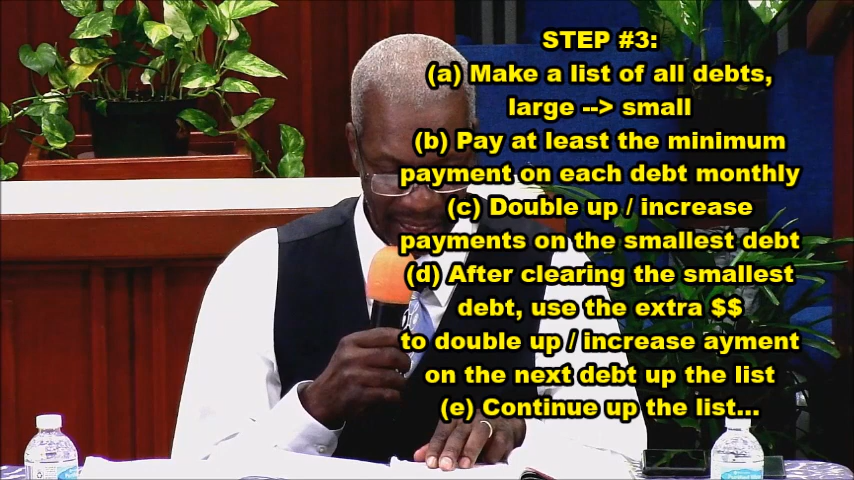 STEP #3:
(a) Make a list of all debts,
large --> small
(b) Pay at least the minimum
payment on each debt monthly
(c) Double up / increase
payments on the smallest debt
(d) After clearing the smallest
debt, use the extra $$
to double up / increase ayment
on the next debt up the list
(e) Continue up the list...